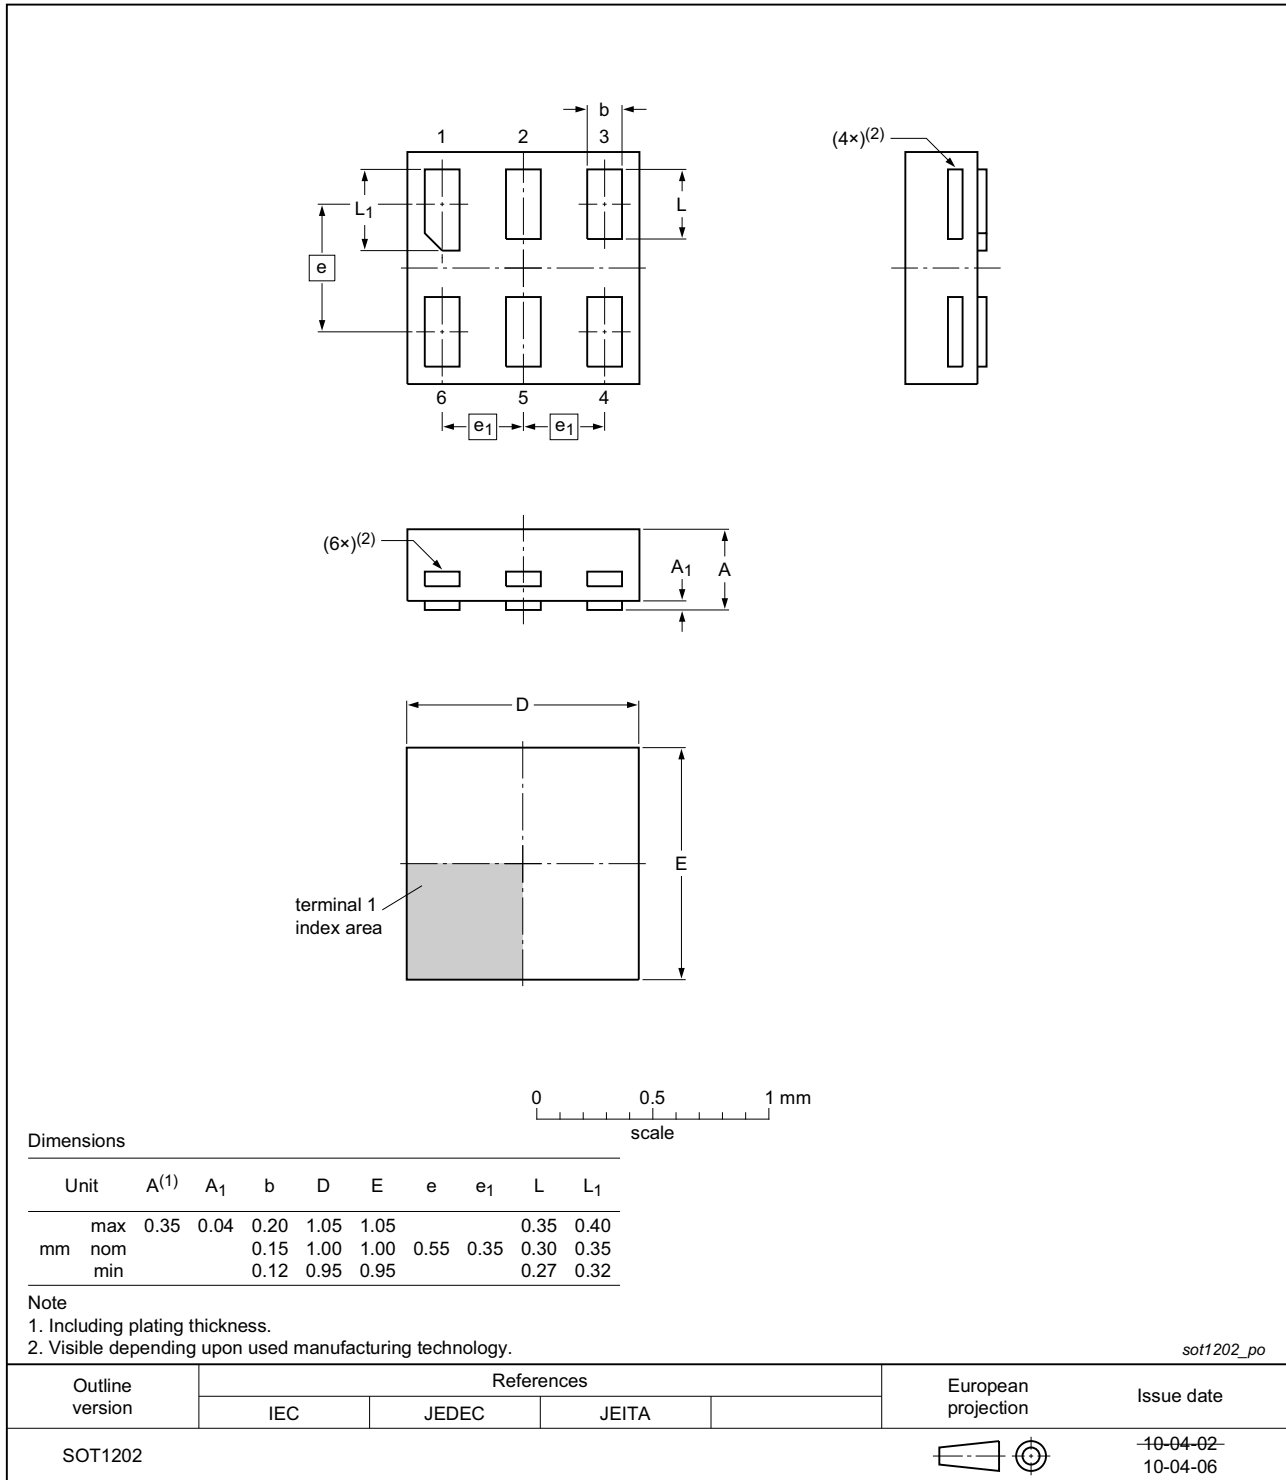 b
1 2 3
(4×)(2)
L1
L
e
6 5 4
e1 e1
(6×)(2)
A1 A
D
E
terminal 1
index area
0 0.5 1 mm
scale
Dimensions
Unit A(1) A1 b D E e e1 L L1
max 0.35 0.04 0.20 1.05 1.05 0.35 0.40
mm nom 0.15 1.00 1.00 0.55 0.35 0.30 0.35
min 0.12 0.95 0.95 0.27 0.32
Note
1. Including plating thickness.
2. Visible depending upon used manufacturing technology.
sot1202_po
Outline
version
References
IEC JEDEC JEITA
European
projection
Issue date
SOT1202
10-04-02
10-04-06